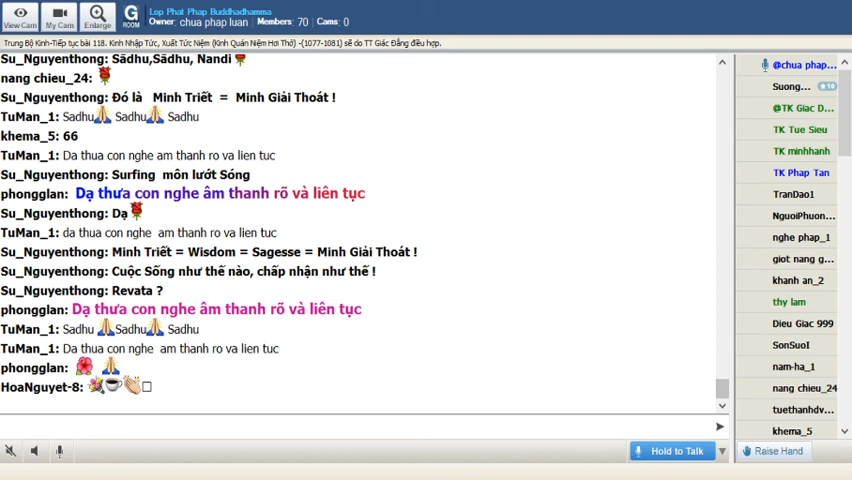 Lop Phat Phap Buddhadhamma
Owner: chua phap luan  Members: 70  Cams: 0
View Cam
My Cam
Enlarge
G
ROOM
Trung Bộ Kinh-Tiếp tục bài 118. Kinh Nhập Tức, Xuất Tức Niệm (Kinh Quán Niệm Hơi Thở) -(1077-1081) sẽ do TT Giác Đẳng điều hợp.
Su_Nguyenthong: Sādhu,Sādhu, Nandi
nang chieu_24:
Su_Nguyenthong: Đó là Minh Triết = Minh Giải Thoát !
TuMan_1: Sadhu Sadhu Sadhu
khema_5: 66
TuMan_1: Da thua con nghe am thanh ro va lien tuc
Su_Nguyenthong: Surfing môn lướt Sóng
phongglan: Dạ thưa con nghe âm thanh rõ và liên tục
Su_Nguyenthong: Dạ
TuMan_1: da thua con nghe am thanh ro va lien tuc
Su_Nguyenthong: Minh Triết = Wisdom = Sagesse = Minh Giải Thoát !
Su_Nguyenthong: Cuộc Sống như thế nào, chấp nhận như thế !
Su_Nguyenthong: Revata ?
phongglan: Dạ thưa con nghe âm thanh rõ và liên tục
TuMan_1: Sadhu Sadhu Sadhu
TuMan_1: Da thua con nghe am thanh ro va lien tuc
phongglan:
HoaNguyet-8:
@chua phap...
Suong...
10
@TK Giac D...
TK Tue Sieu
TK minhhanh
TK Phap Tan
TranDao1
NguoiPhuon...
nghe phap_1
giot nang g...
khanh an_2
thy lam
Dieu Giac 999
SonSuoI
nam-ha_1
nang chieu_24
tuethanhdv...
khema_5
Hold to Talk
Raise Hand